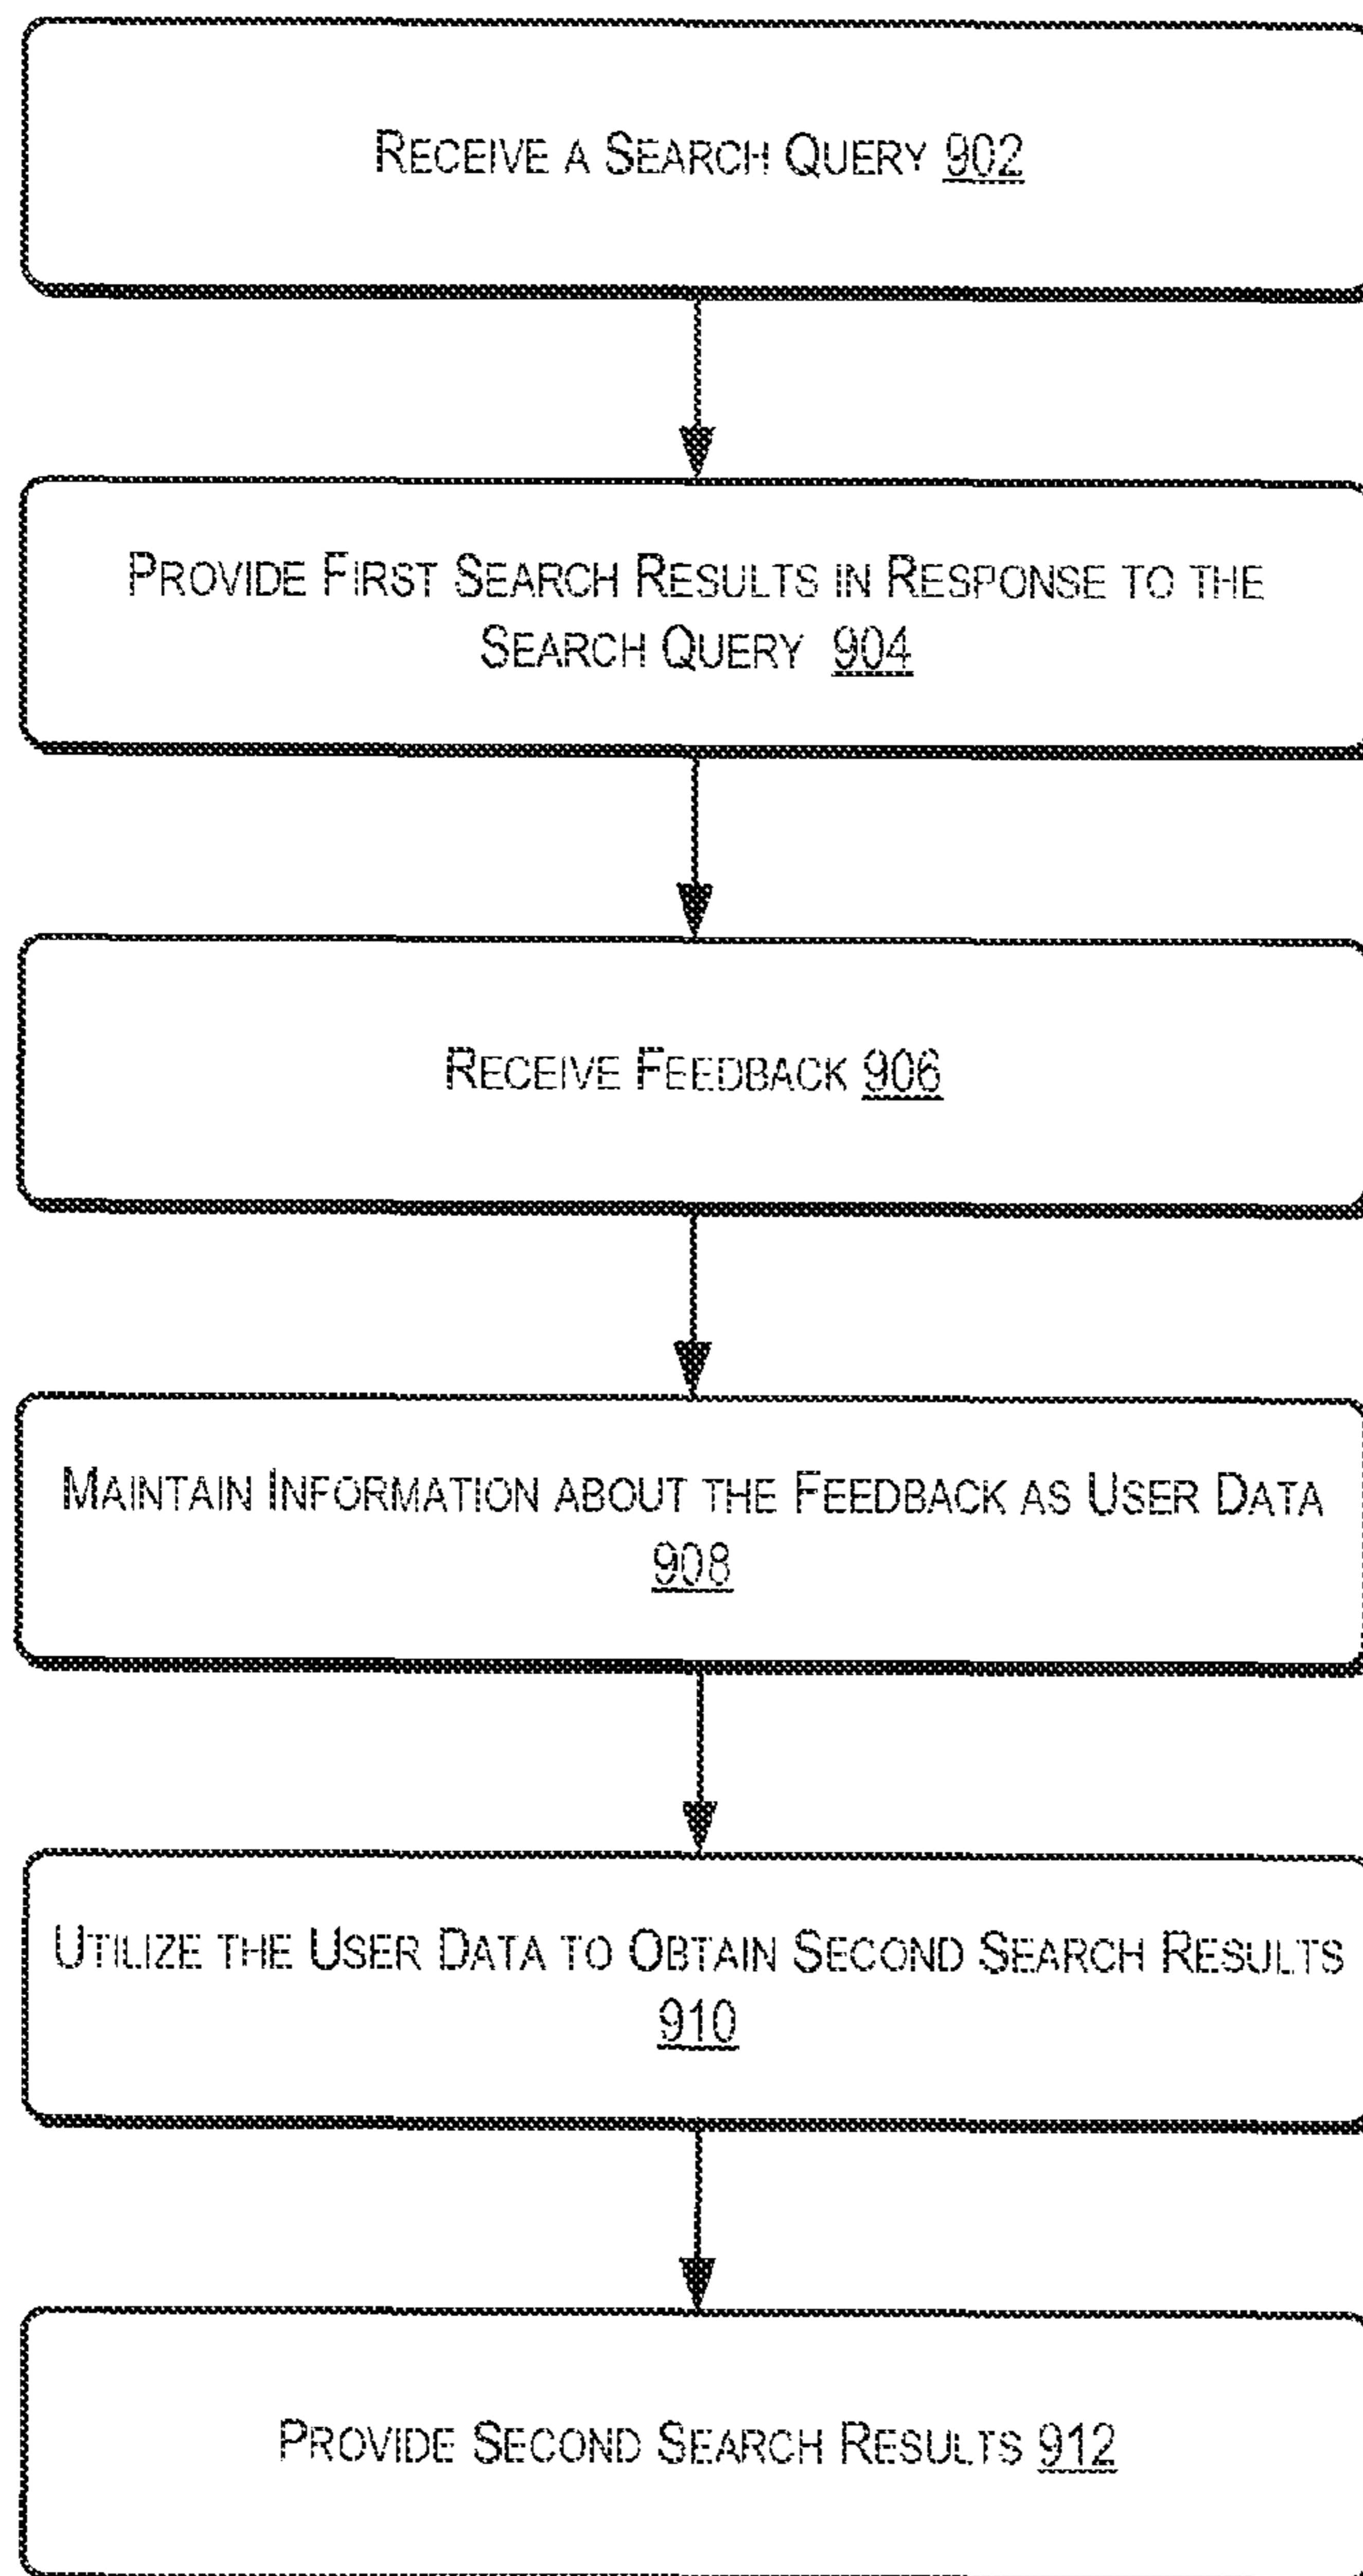 RECEIVE A SEARCH QUERY 902
PROVIDE FIRST SEARCH RESULTS IN RESPONSE TO THE
SEARCH QUERY 904
RECEIVE FEEDBACK 906
MAINTAIN INFORMATION ABOUT THE FEEDBACK AS USER DATA
908
UTILIZE THE USER DATA TO OBTAIN SECOND SEARCH RESULTS
910
PROVIDE SECOND SEARCH RESULTS 912